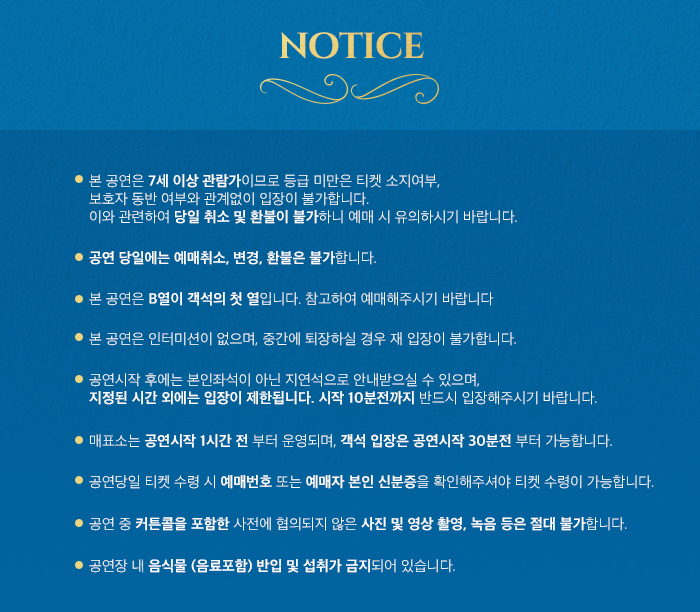 NOTICE
본 공연은 7세 이상 관람가이므로 등급 미만은 티켓 소지여부,
보호자 동반 여부와 관계없이 입장이 불가합니다.
이와 관련하여 당일 취소 및 환불이 불가하니 예매 시 유의하시기 바랍니다.
공연 당일에는 예매취소, 변경, 환불은 불가합니다.
본 공연은 B열이 객석의 첫 열입니다. 참고하여 예매해주시기 바랍니다
본 공연은 인터미션이 없으며, 중간에 퇴장하실 경우 재 입장이 불가합니다.
공연시작 후에는 본인좌석이 아닌 지연석으로 안내받으실 수 있으며,
지정된 시간 외에는 입장이 제한됩니다. 시작 10분전까지 반드시 입장해주시기 바랍니다.
매표소는 공연시작 1시간 전 부터 운영되며, 객석 입장은 공연시작 30분전 부터 가능합니다.
공연당일 티켓 수령 시 예매번호 또는 예매자 본인 신분증을 확인해주셔야 티켓 수령이 가능합니다.
공연 중 커튼콜을 포함한 사전에 협의되지 않은 사진 및 영상 촬영, 녹음 등은 절대 불가합니다.
공연장 내 음식물 (음료포함) 반입 및 섭취가 금지되어 있습니다.